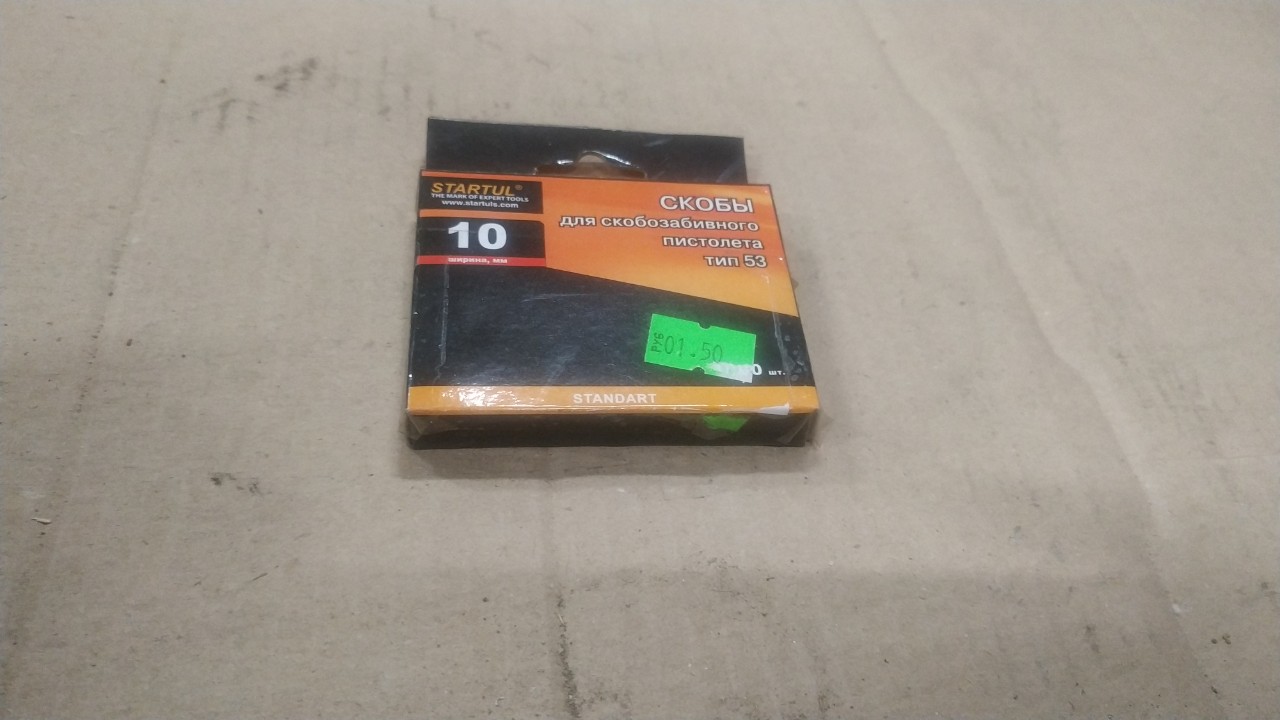 STARTUL®
THE MARK OF EXPERT TOOLS
www.startuls.com
10
ширина, мм
СКОБЫ
для скобозабивного
пистолета
тип 53
РУБ 01.50
шт.
STANDART